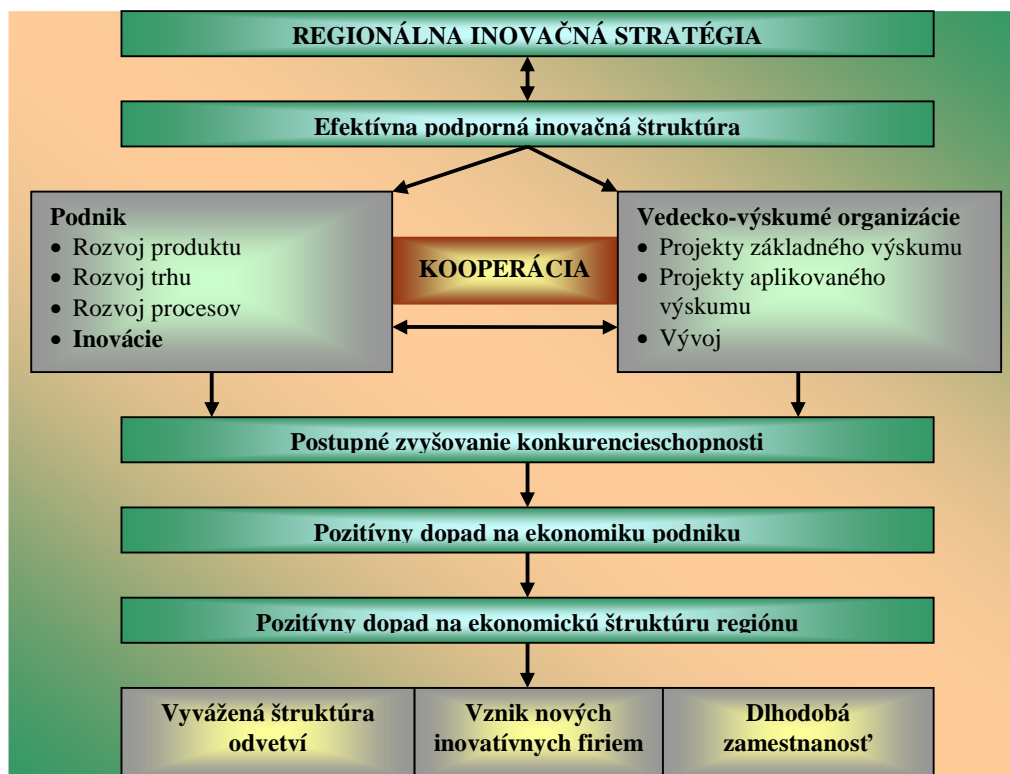 REGIONÁLNA INOVAČNÁ STRATÉGIA
Efektívna podporná inovačná štruktúra
Podnik
• Rozvoj produktu
• Rozvoj trhu
• Rozvoj procesov
• Inovácie
KOOPERÁCIA
Vedecko-výskumé organizácie
• Projekty základného výskumu
• Projekty aplikovaného
výskumu
• Vývoj
Postupné zvyšovanie konkurencieschopnosti
Pozitívny dopad na ekonomiku podniku
Pozitívny dopad na ekonomickú štruktúru regiónu
Vyvážená štruktúra
odvetví
Vznik nových
inovatívnych firiem
Dlhodobá
zamestnanosť